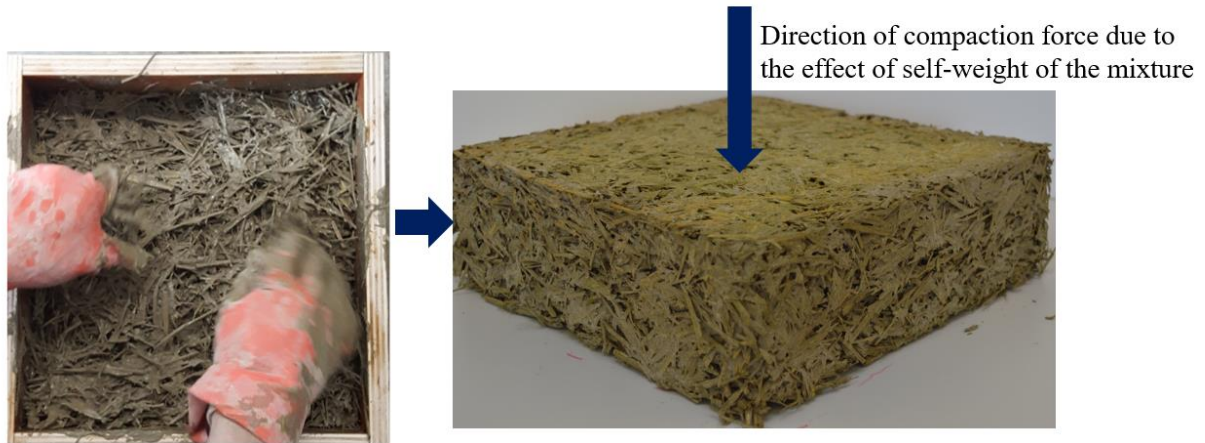 Direction of compaction force due to
the effect of self-weight of the mixture